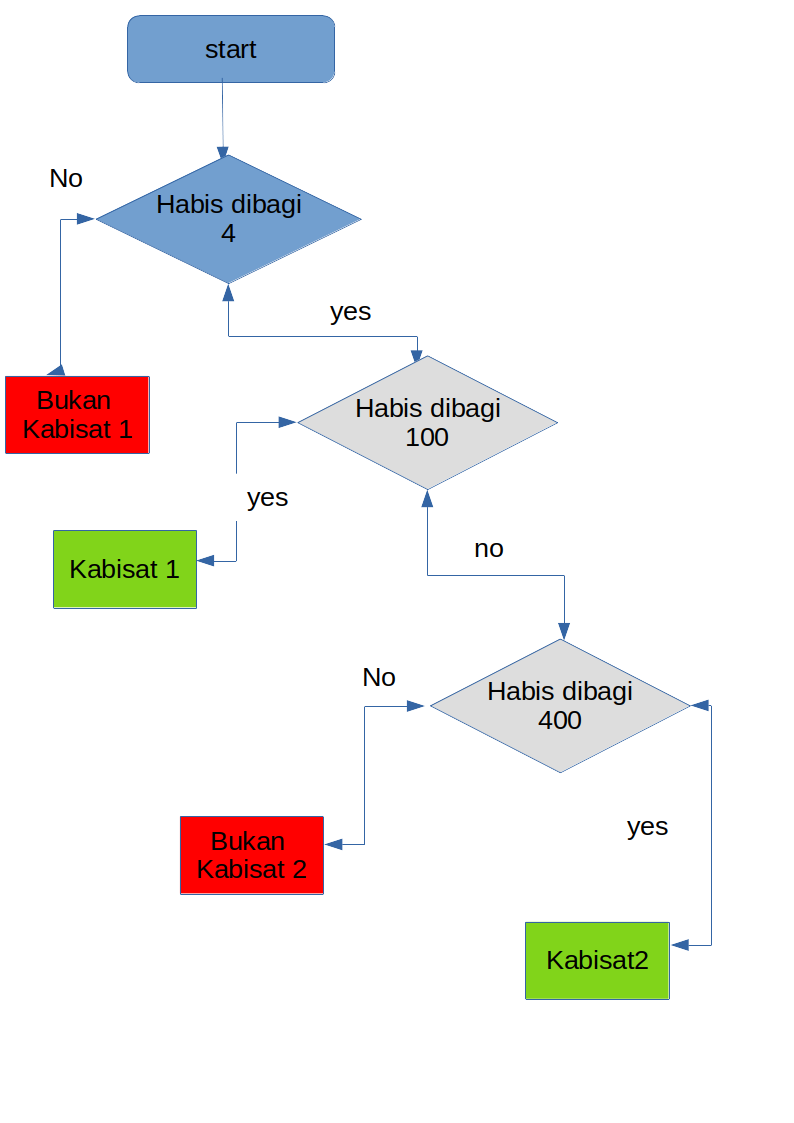 start
No
Habis dibagi
4
yes
Bukan
Kabisat 1
Habis dibagi
100
yes
Kabisat 1
no
No
Habis dibagi
400
Bukan
Kabisat 2
yes
Kabisat2